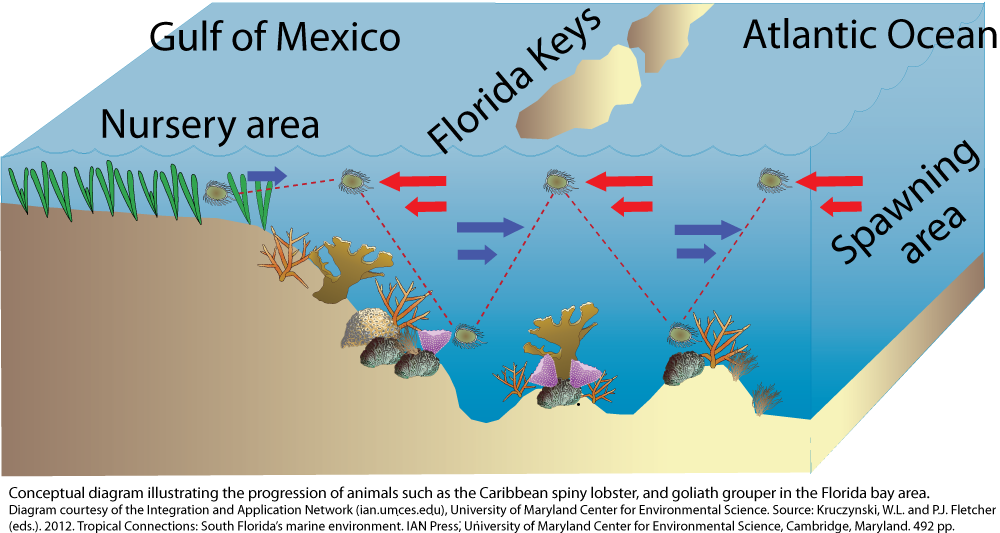 Gulf of Mexico
Florida Keys
Atlantic Ocean
Nursery area
Spawning
area
Conceptual diagram illustrating the progression of animals such as the Caribbean spiny lobster, and goliath grouper in the Florida bay area.
Diagram courtesy of the Integration and Application Network (ian.umces.edu), University of Maryland Center for Environmental Science. Source: Kruczynski, W.L. and P.J. Fletcher
(eds.). 2012. Tropical Connections: South Florida's marine environment. IAN Press, University of Maryland Center for Environmental Science, Cambridge, Maryland. 492 pp.